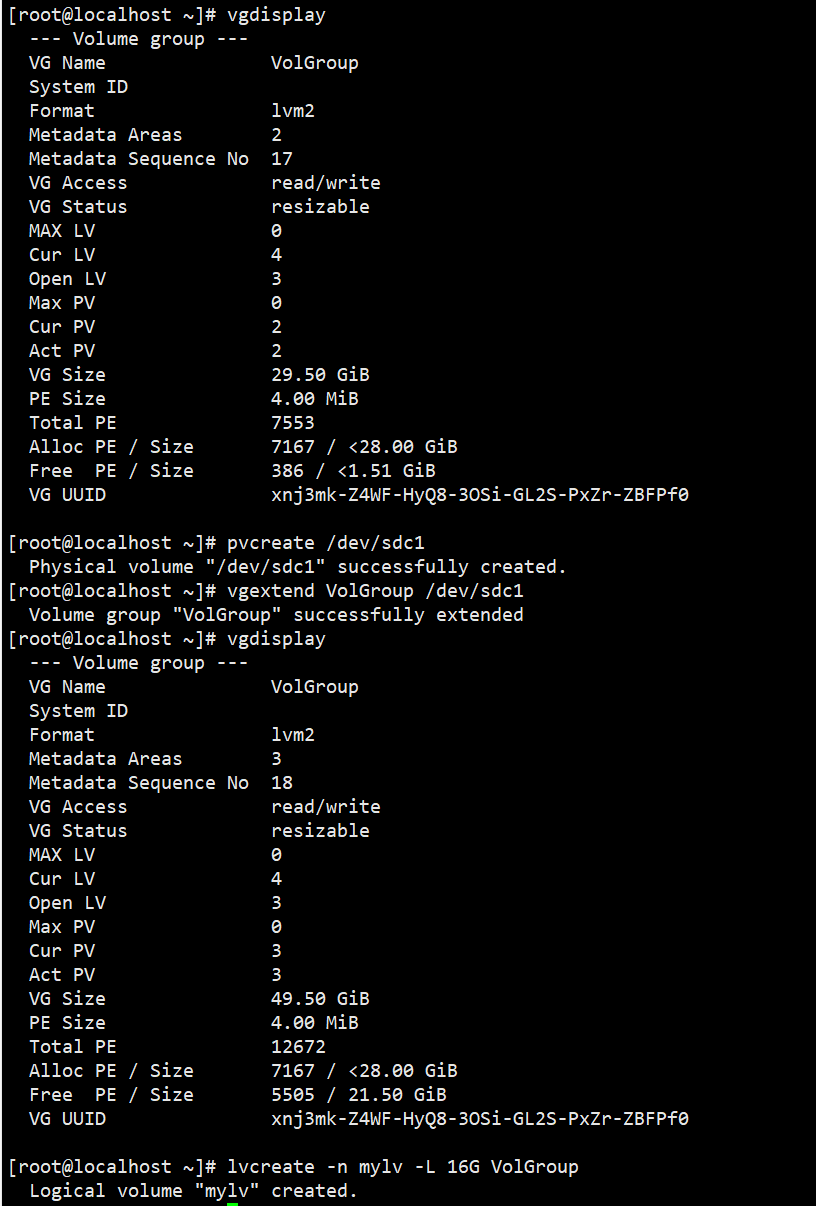 [root@localhost ~]# vgdisplay
  --- Volume group ---
  VG Name               VolGroup
  System ID
  Format                lvm2
  Metadata Areas        2
  Metadata Sequence No  17
  VG Access             read/write
  VG Status             resizable
  MAX LV                0
  Cur LV                4
  Open LV               3
  Max PV                0
  Cur PV                2
  Act PV                2
  VG Size               29.50 GiB
  PE Size               4.00 MiB
  Total PE              7553
  Alloc PE / Size       7167 / <28.00 GiB
  Free  PE / Size       386 / <1.51 GiB
  VG UUID               xnj3mk-Z4WF-HyQ8-3OSi-GL2S-PxZr-ZBFPf0

[root@localhost ~]# pvcreate /dev/sdc1
  Physical volume "/dev/sdc1" successfully created.
[root@localhost ~]# vgextend VolGroup /dev/sdc1
  Volume group "VolGroup" successfully extended
[root@localhost ~]# vgdisplay
  --- Volume group ---
  VG Name               VolGroup
  System ID
  Format                lvm2
  Metadata Areas        3
  Metadata Sequence No  18
  VG Access             read/write
  VG Status             resizable
  MAX LV                0
  Cur LV                4
  Open LV               3
  Max PV                0
  Cur PV                3
  Act PV                3
  VG Size               49.50 GiB
  PE Size               4.00 MiB
  Total PE              12672
  Alloc PE / Size       7167 / <28.00 GiB
  Free  PE / Size       5505 / 21.50 GiB
  VG UUID               xnj3mk-Z4WF-HyQ8-3OSi-GL2S-PxZr-ZBFPf0

[root@localhost ~]# lvcreate -n mylv -L 16G VolGroup
  Logical volume "mylv" created.